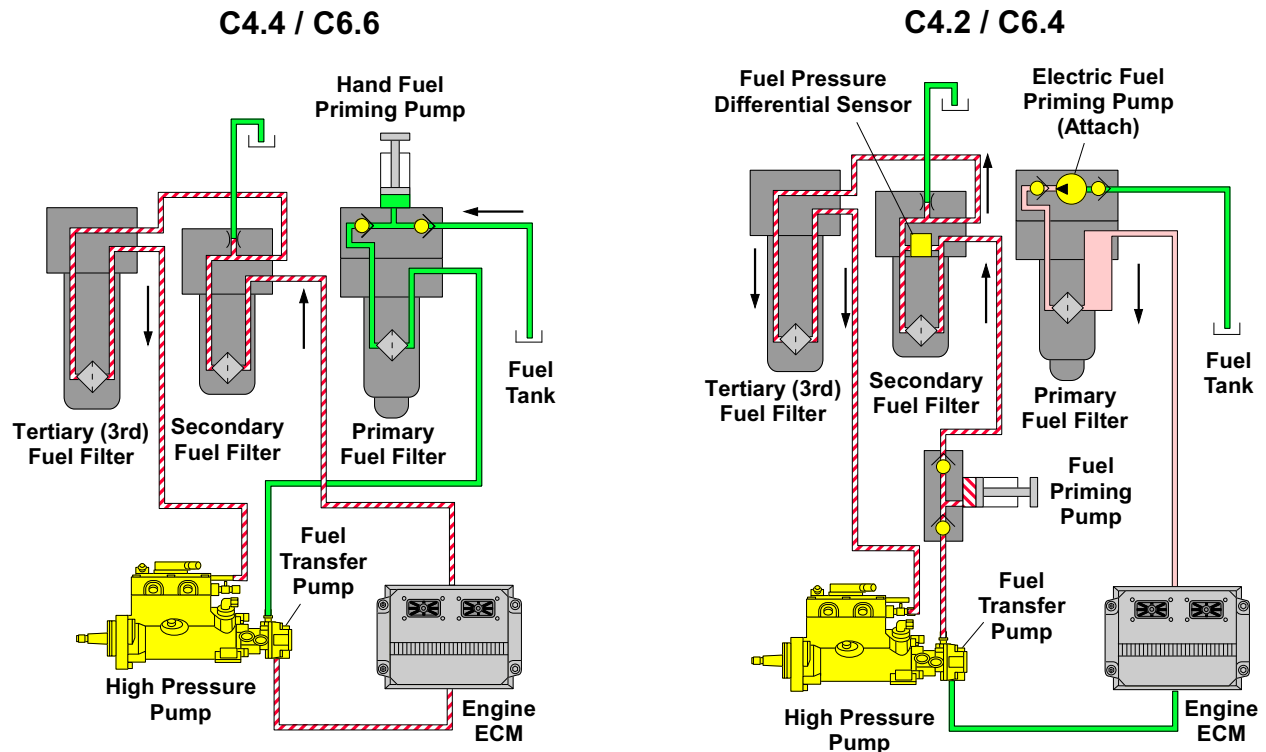 C4.4 / C6.6
Hand Fuel
Priming Pump
Fuel
Tank
Tertiary (3rd)
Fuel Filter
Secondary
Fuel Filter
Primary
Fuel Filter
Fuel
Transfer
Pump
High Pressure
Pump
Engine
ECM
C4.2 / C6.4
Fuel Pressure
Differential Sensor
Electric Fuel
Priming Pump
(Attach)
Fuel
Tank
Tertiary (3rd)
Fuel Filter
Secondary
Fuel Filter
Primary
Fuel Filter
Fuel
Priming
Pump
Fuel
Transfer
Pump
High Pressure
Pump
Engine
ECM